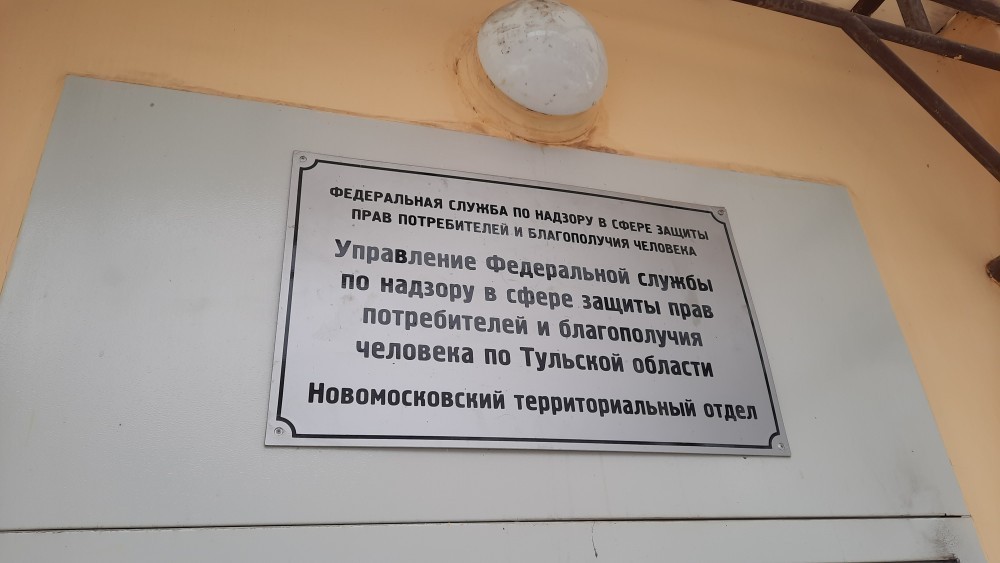 ФЕДЕРАЛЬНАЯ СЛУЖБА ПО НАДЗОРУ В СФЕРЕ ЗАЩИТЫ
ПРАВ ПОТРЕБИТЕЛЕЙ И БЛАГОПОЛУЧИЯ ЧЕЛОВЕКА
Управление Федеральной службы
по надзору в сфере защиты прав
потребителей и благополучия
человека по Тульской области
Новомосковский территориальный отдел